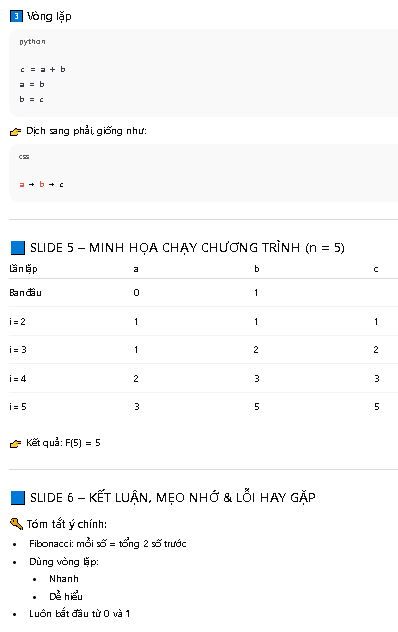 3 Vòng lặp
python
c = a + b
a = b
b = c
👉 Dịch sang phải, giống như:
css
a → b → c
SLIDE 5 – MINH HỌA CHẠY CHƯƠNG TRÌNH (n = 5)
Lần lặp a b c
Ban đầu 0 1
i = 2 1 1 1
i = 3 1 2 2
i = 4 2 3 3
i = 5 3 5 5
👉 Kết quả: F(5) = 5
SLIDE 6 – KẾT LUẬN, MẸO NHỚ & LỖI HAY GẶP
🔑 Tóm tắt ý chính:
• Fibonacci: mỗi số = tổng 2 số trước
• Dùng vòng lặp:
• Nhanh
• Dễ hiểu
• Luôn bắt đầu từ 0 và 1